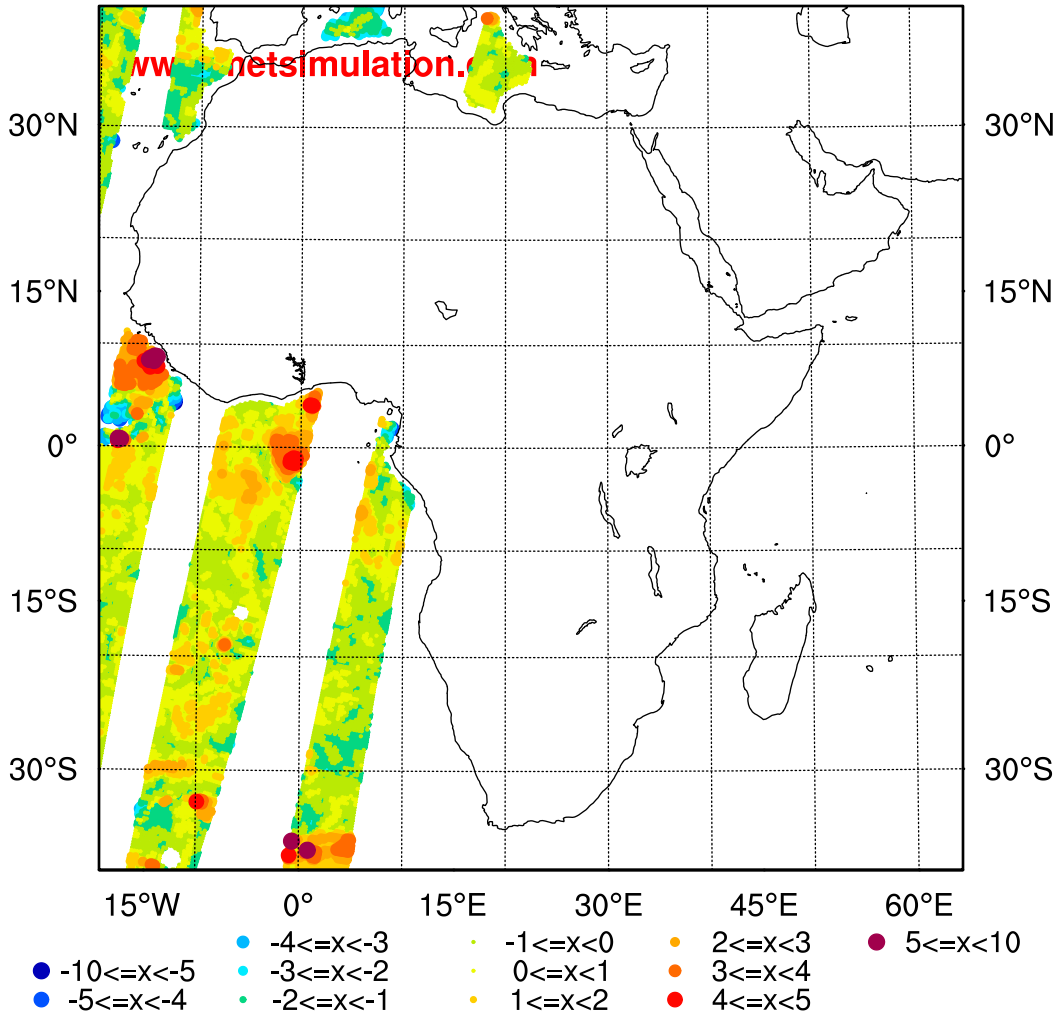 netsimulation.
30°N 30°N
15°N 15°N
0° 0°
15°S 15°S
30°S 30°S
15°W 0° 15°E 30°E 45°E 60°E
-4<=x<-3 -1<=x<0 2<=x<3 5<=x<10
-10<=x<-5 -3<=x<-2 0<=x<1 3<=x<4
-5<=x<-4 -2<=x<-1 1<=x<2 4<=x<5